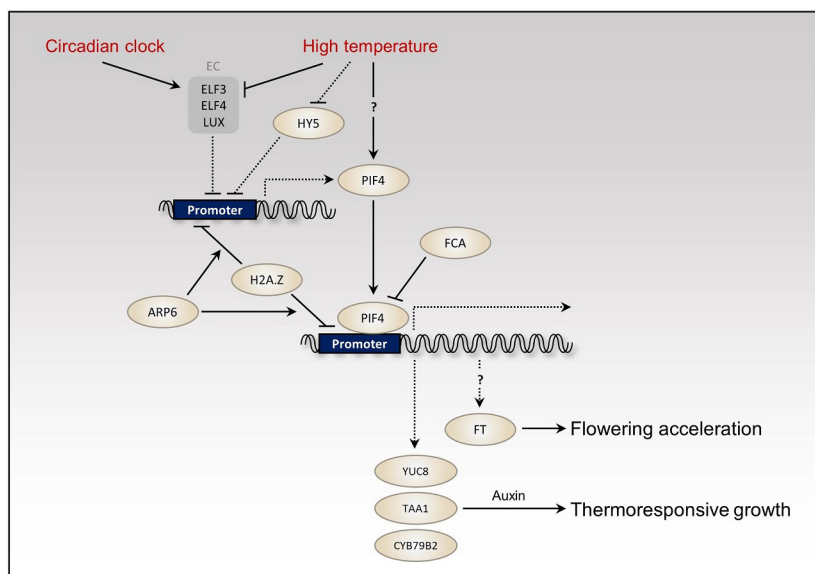 Circadian clock
High temperature
EC
ELF3
ELF4
LUX
?
HY5
PIF4
Promoter
FCA
H2A.Z
ARP6
PIF4
Promoter
?
FT
Flowering acceleration
YUC8
TAA1
Auxin
Thermoresponsive growth
CYB79B2